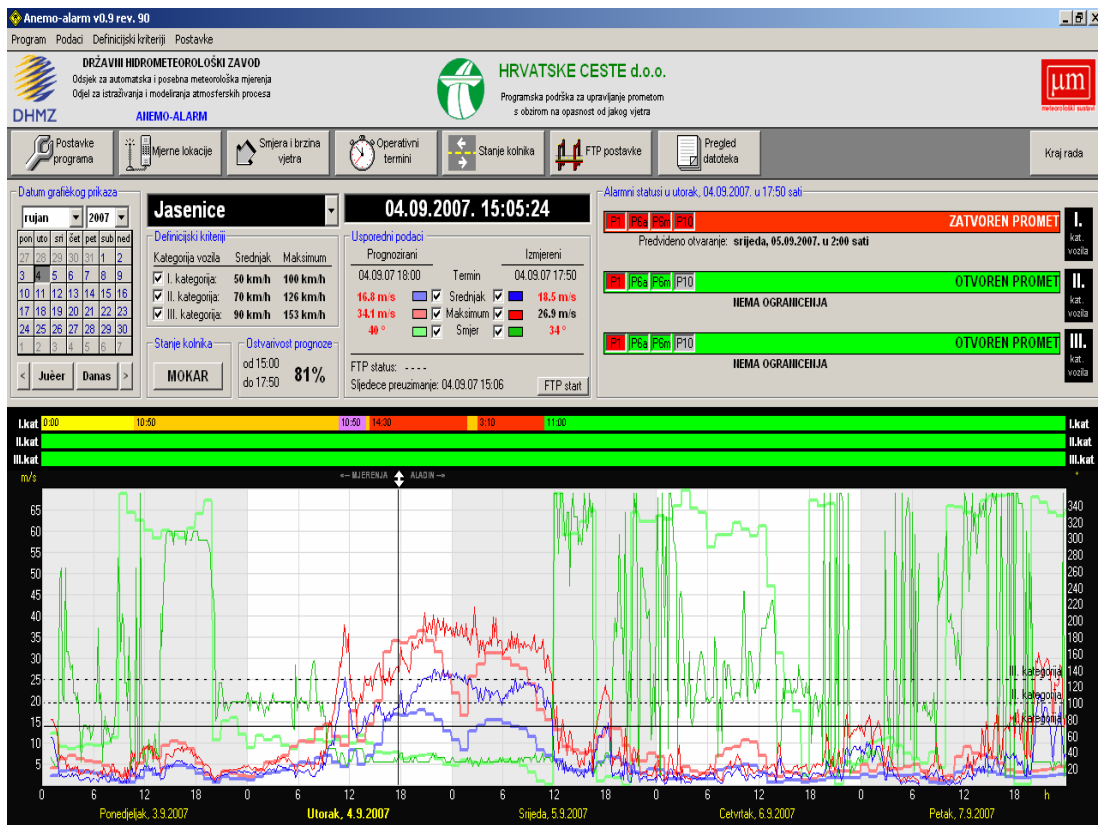 Anemo-alarm v0.9 rev. 90
Program Podaci Definicijski kriteriji Postavke
DRŽAVNI HIDROMETEOROLOŠKI ZAVOD
Odsjek za automatska i posebna meteorološka mjerenja
Odjel za istraživanja i modeliranja atmosferskih procesa
DHMZ
ANEMO-ALARM
HRVATSKE CESTE d.o.o.
Programska podrška za upravljanje prometom
s obzirom na opasnost od jakog vjetra
µm
meteorološki sustavi
Postavke programa
Mjerne lokacije
Smjera i brzina vjetra
Operativni termini
Stanje kolnika
FTP postavke
Pregled datoteka
Kraj rada
Datum grafièkog prikaza
rujan 2007
pon uto sri čet pet sub ned
27 28 29 30 31 1 2
3 4 5 6 7 8 9
10 11 12 13 14 15 16
17 18 19 20 21 22 23
24 25 26 27 28 29 30
1 2 3 4 5 6 7
< Juèer Danas >
Jasenice
Definicijski kriteriji
Kategorija vozila Srednjak Maksimum
I. kategorija: 50 km/h 100 km/h
II. kategorija: 70 km/h 126 km/h
III. kategorija: 90 km/h 153 km/h
Stanje kolnika
MOKAR
Ostvarivost prognoze
od 15:00
do 17:50
81%
04.09.2007. 15:05:24
Usporedni podaci
Prognozirani Izmjereni
04.09.07 18:00 Termin 04.09.07 17:50
16.8 m/s Srednjak 18.5 m/s
34.1 m/s Maksimum 26.9 m/s
40 ° Smjer 34 °
FTP status: - - - -
Sljedece preuzimanje: 04.09.07 15:06
FTP start
Alarmni statusi u utorak, 04.09.2007. u 17:50 sati
P1 P6a P6m P10 ZATVOREN PROMET
Predvideno otvaranje: srijeda, 05.09.2007. u 2:00 sati
I. kat. vozila
P1 P6a P6m P10 OTVOREN PROMET
NEMA OGRANICENJA
II. kat. vozila
P1 P6a P6m P10 OTVOREN PROMET
NEMA OGRANICENJA
III. kat. vozila
I.kat 0:00 10:50 10:50 14:30 3:10 11:00 I.kat
II.kat II.kat
III.kat III.kat
m/s
<-- MJERENJA ALADIN -->
°
65
60
55
50
45
40
35
30
25
20
15
10
5
340
320
300
280
260
240
220
200
180
160
140
120
100
80
60
40
20
III. kategorija
II. kategorija
I. kategorija
0 6 12 18 0 6 12 18 0 6 12 18 0 6 12 18 0 6 12 18 h
Ponedjeljak, 3.9.2007
Utorak, 4.9.2007
Srijeda, 5.9.2007
Cetvrtak, 6.9.2007
Petak, 7.9.2007